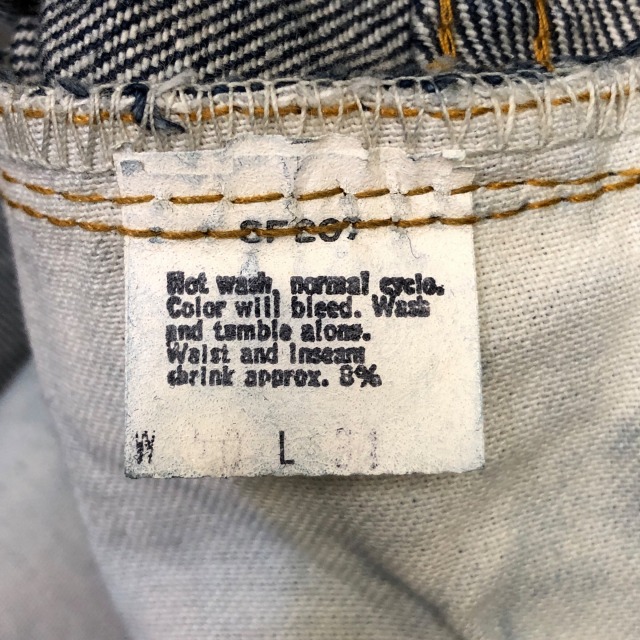 Hot wash, normal cycle.
Color will bleed. Wash
and tumble alone.
Waist and Inseam
shrink approx. 8%
W L